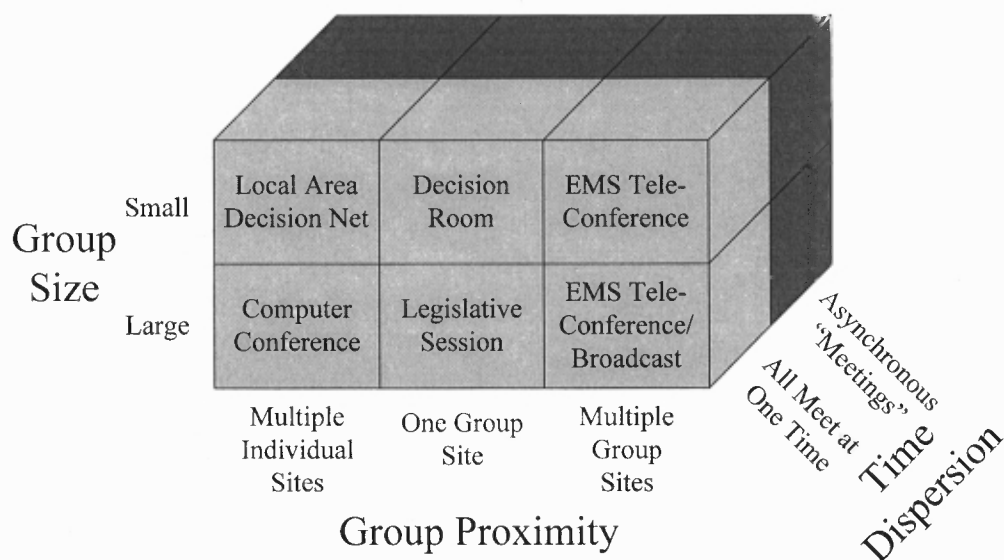 Group
Size
Small
Local Area
Decision Net
Decision
Room
EMS Tele-
Conference
Large
Computer
Conference
Legislative
Session
EMS Tele-
Conference/
Broadcast
Multiple
Individual
Sites
One Group
Site
Multiple
Group
Sites
Group Proximity
Asynchronous
“Meetings”
All Meet at
One Time
Time
Dispersion